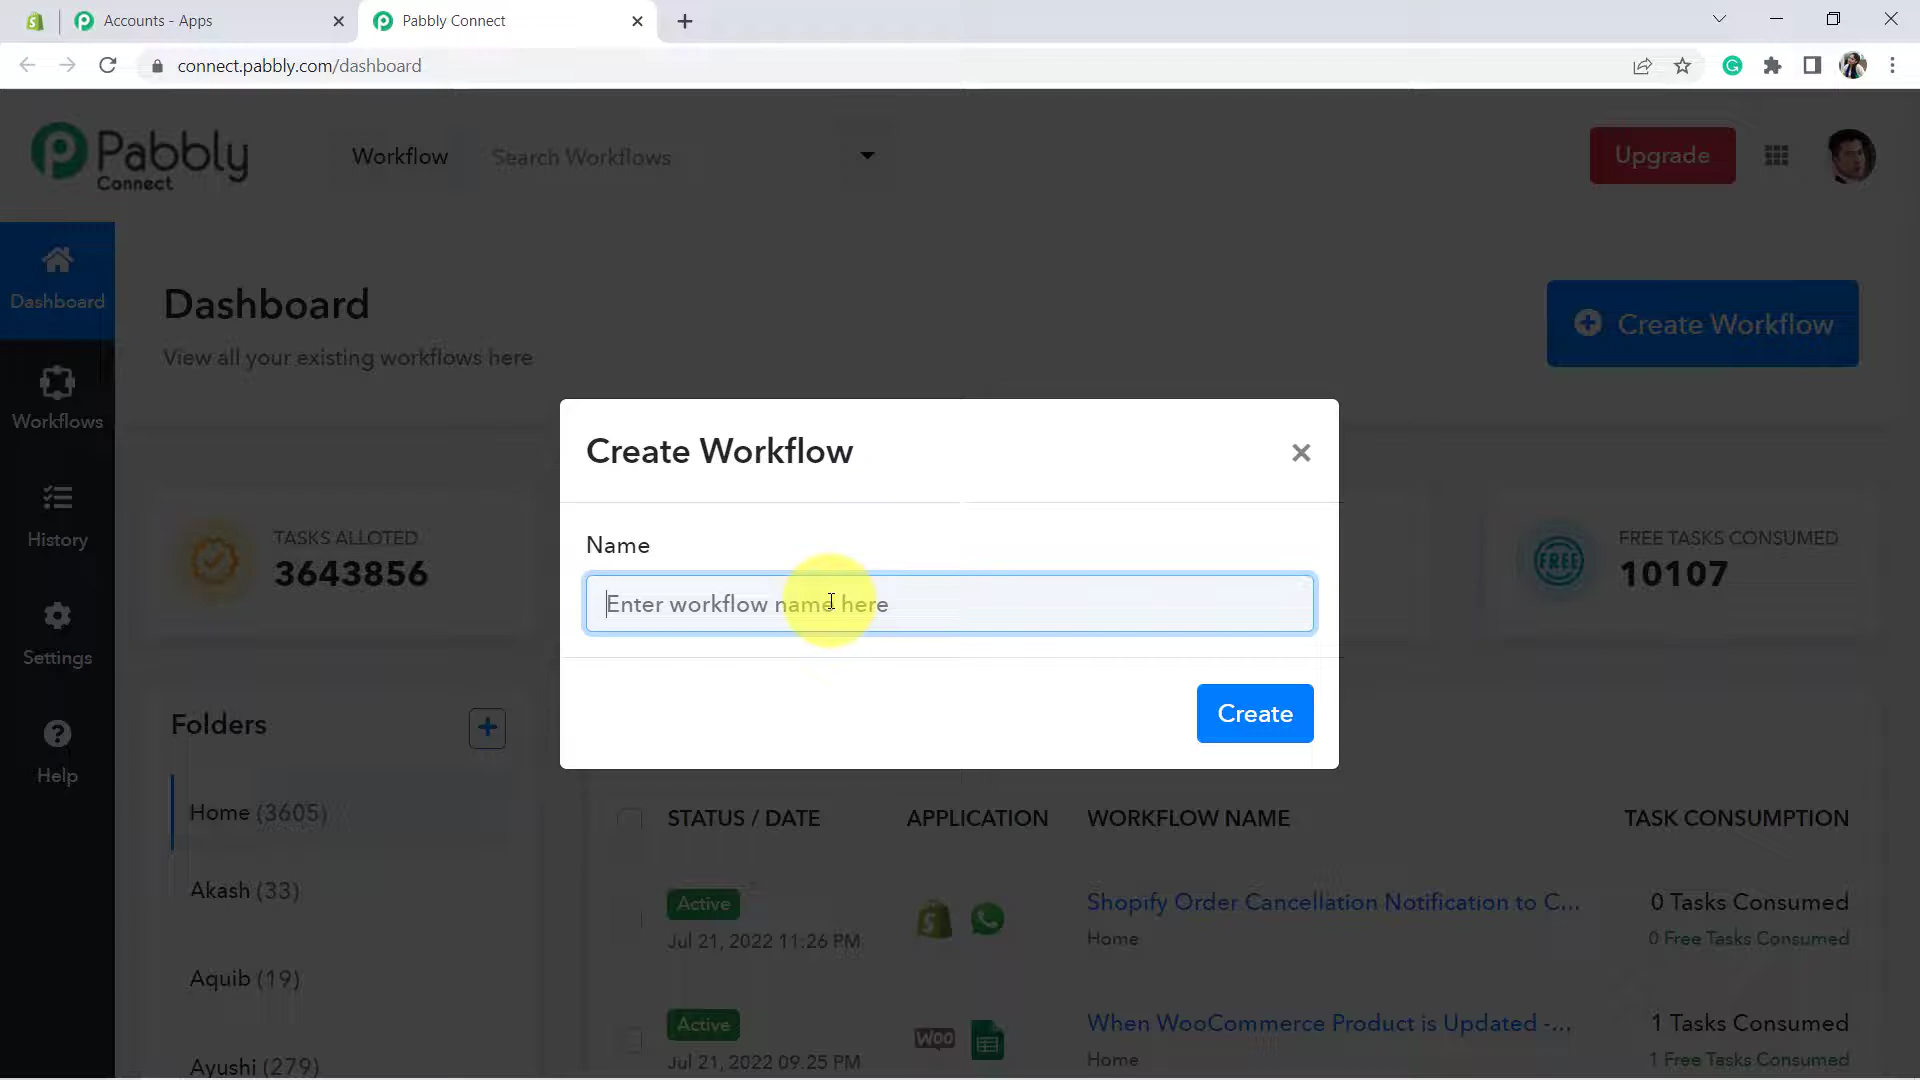 Accounts - Apps
Pabbly Connect
connect.pabbly.com/dashboard
Pabbly
Connect
Workflow
Search Workflows
Upgrade
Dashboard
Dashboard
View all your existing workflows here
Create Workflow
Workflows
Create Workflow
×
Name
Enter workflow name here
Create
TASKS ALLOTED
3643856
FREE
FREE TASKS CONSUMED
10107
History
Settings
Help
Folders
+
Home (3605)
Akash (33)
Aquib (19)
Ayushi (279)
STATUS / DATE
APPLICATION
WORKFLOW NAME
TASK CONSUMPTION
Active
Jul 21, 2022 11:26 PM
Shopify Order Cancellation Notification to C...
Home
0 Tasks Consumed
0 Free Tasks Consumed
Active
Jul 21, 2022 09.25 PM
WOO
When WooCommerce Product is Updated -...
Home
1 Tasks Consumed
1 Free Tasks Consumed